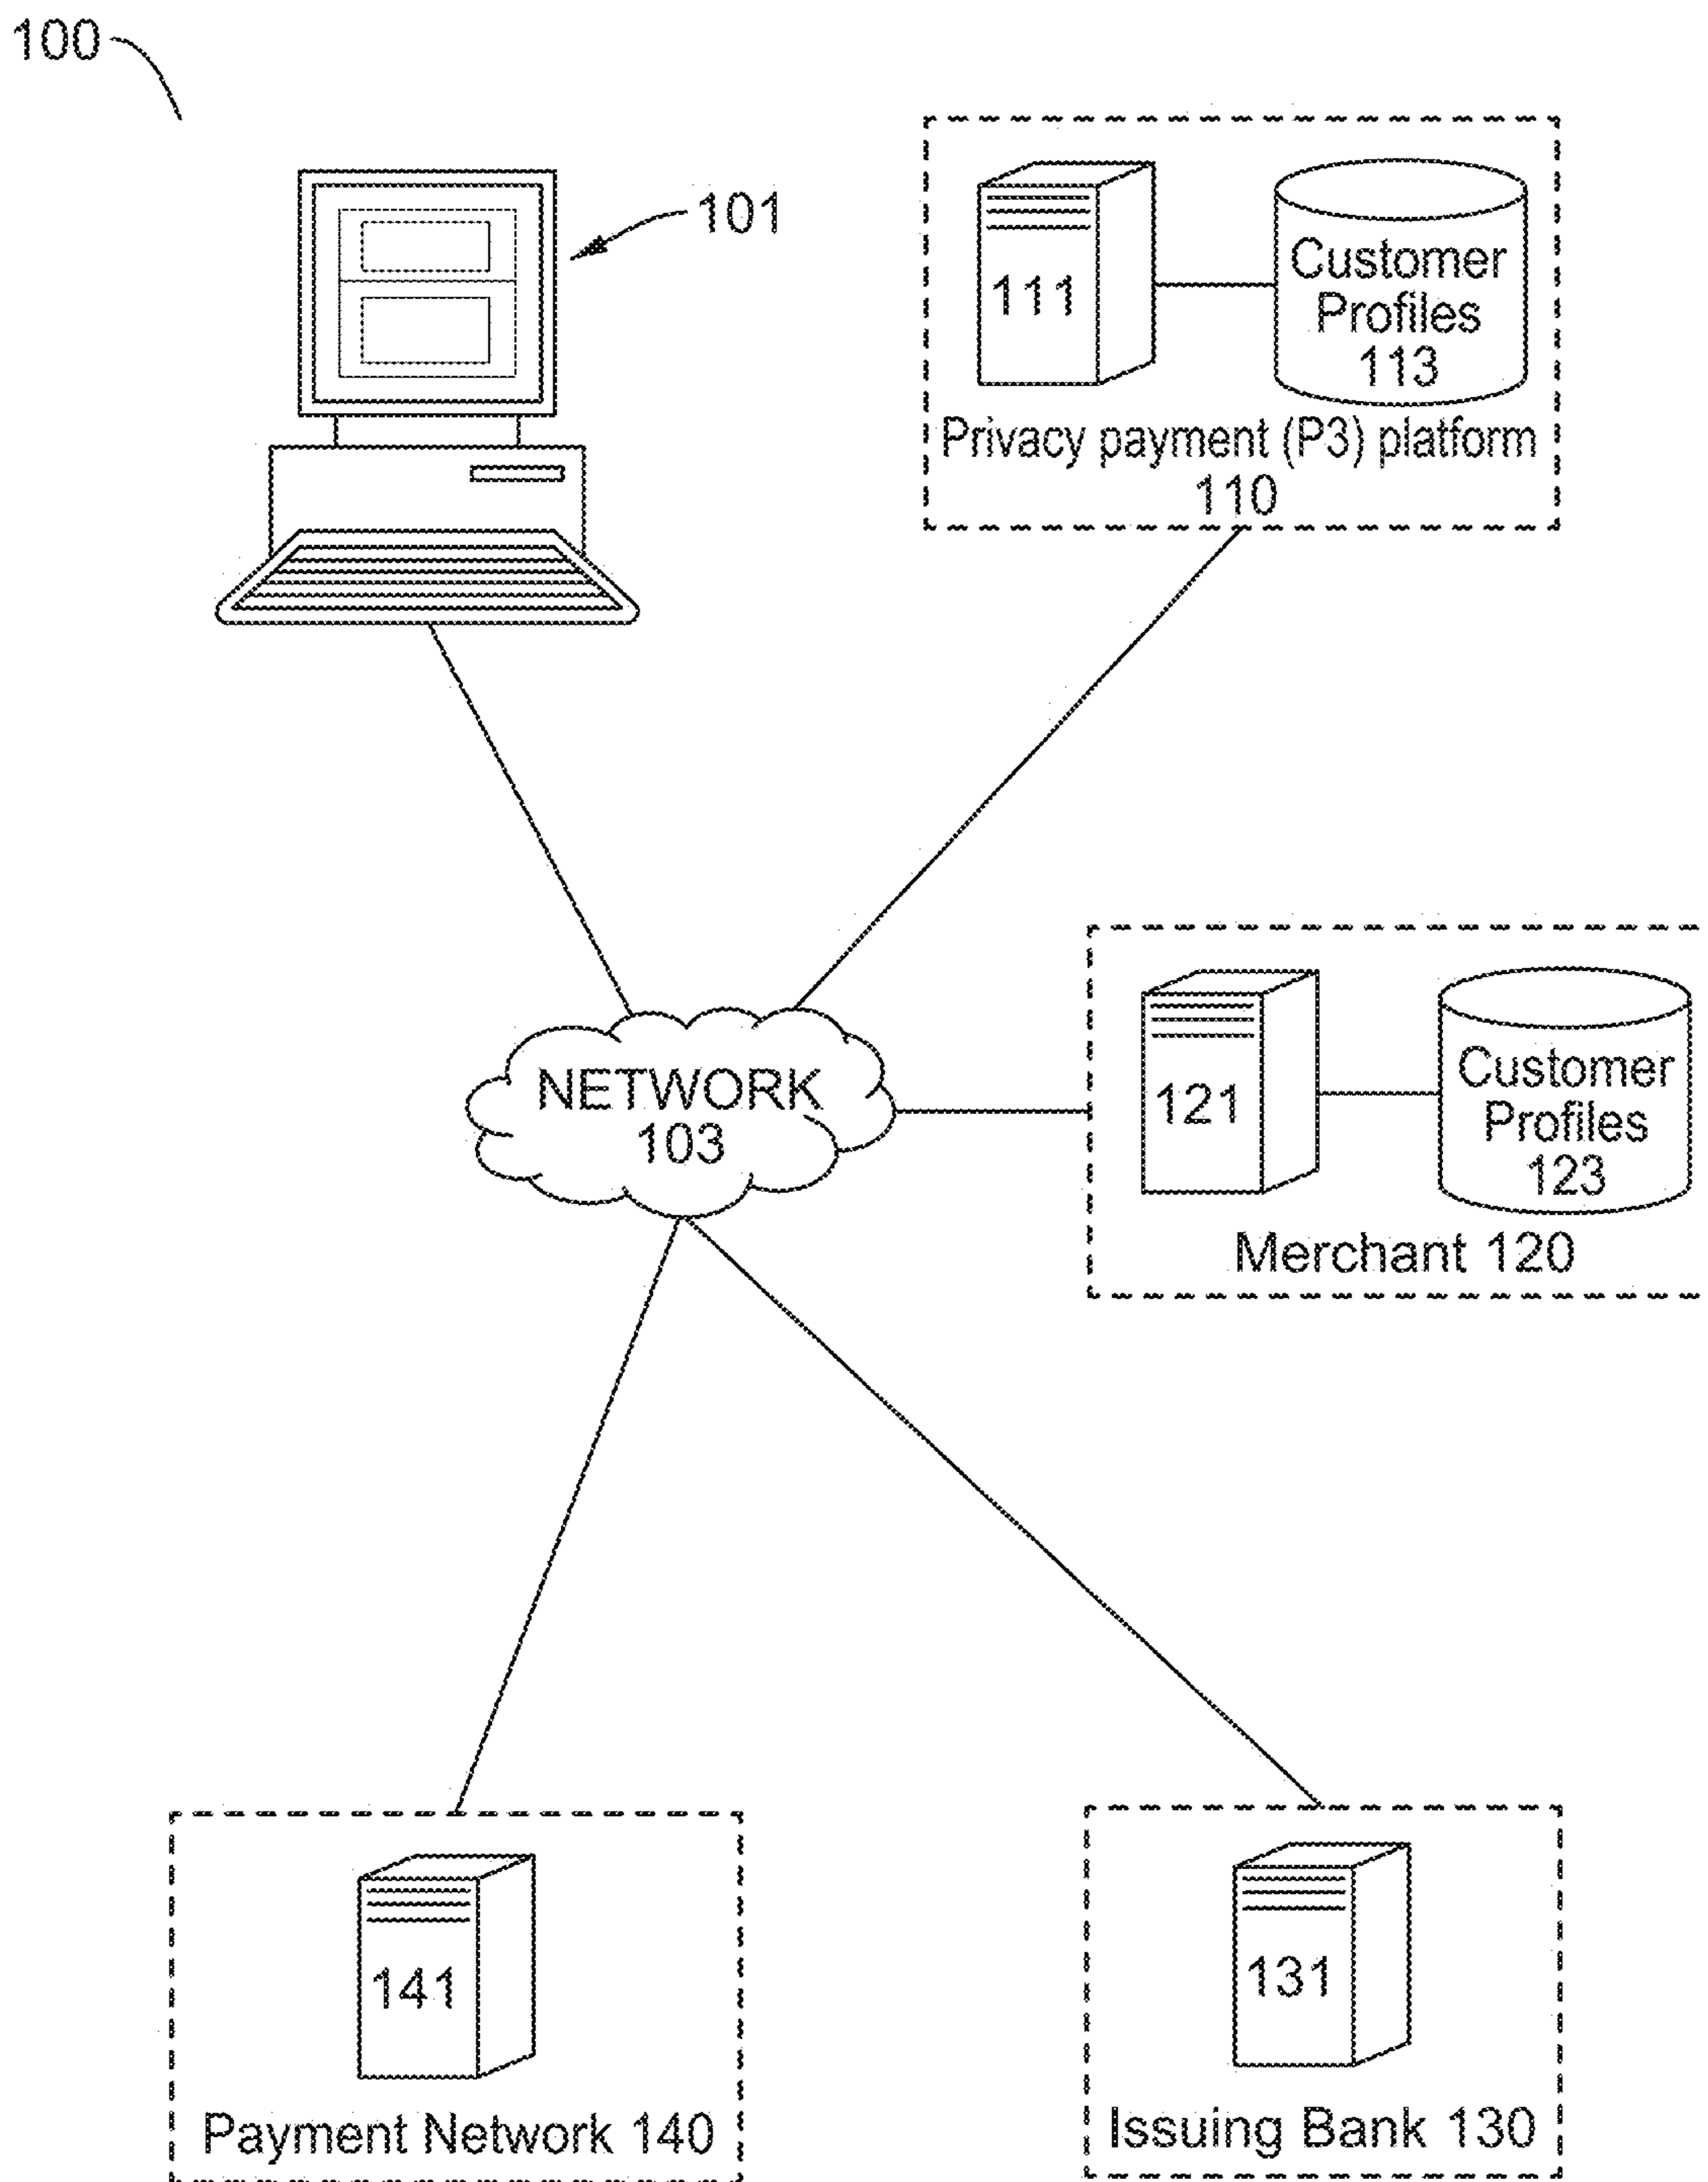 100
101
111
Customer
Profiles
113
Privacy payment (P3) platform
110
NETWORK
103
121
Customer
Profiles
123
Merchant 120
141
Payment Network 140
131
Issuing Bank 130